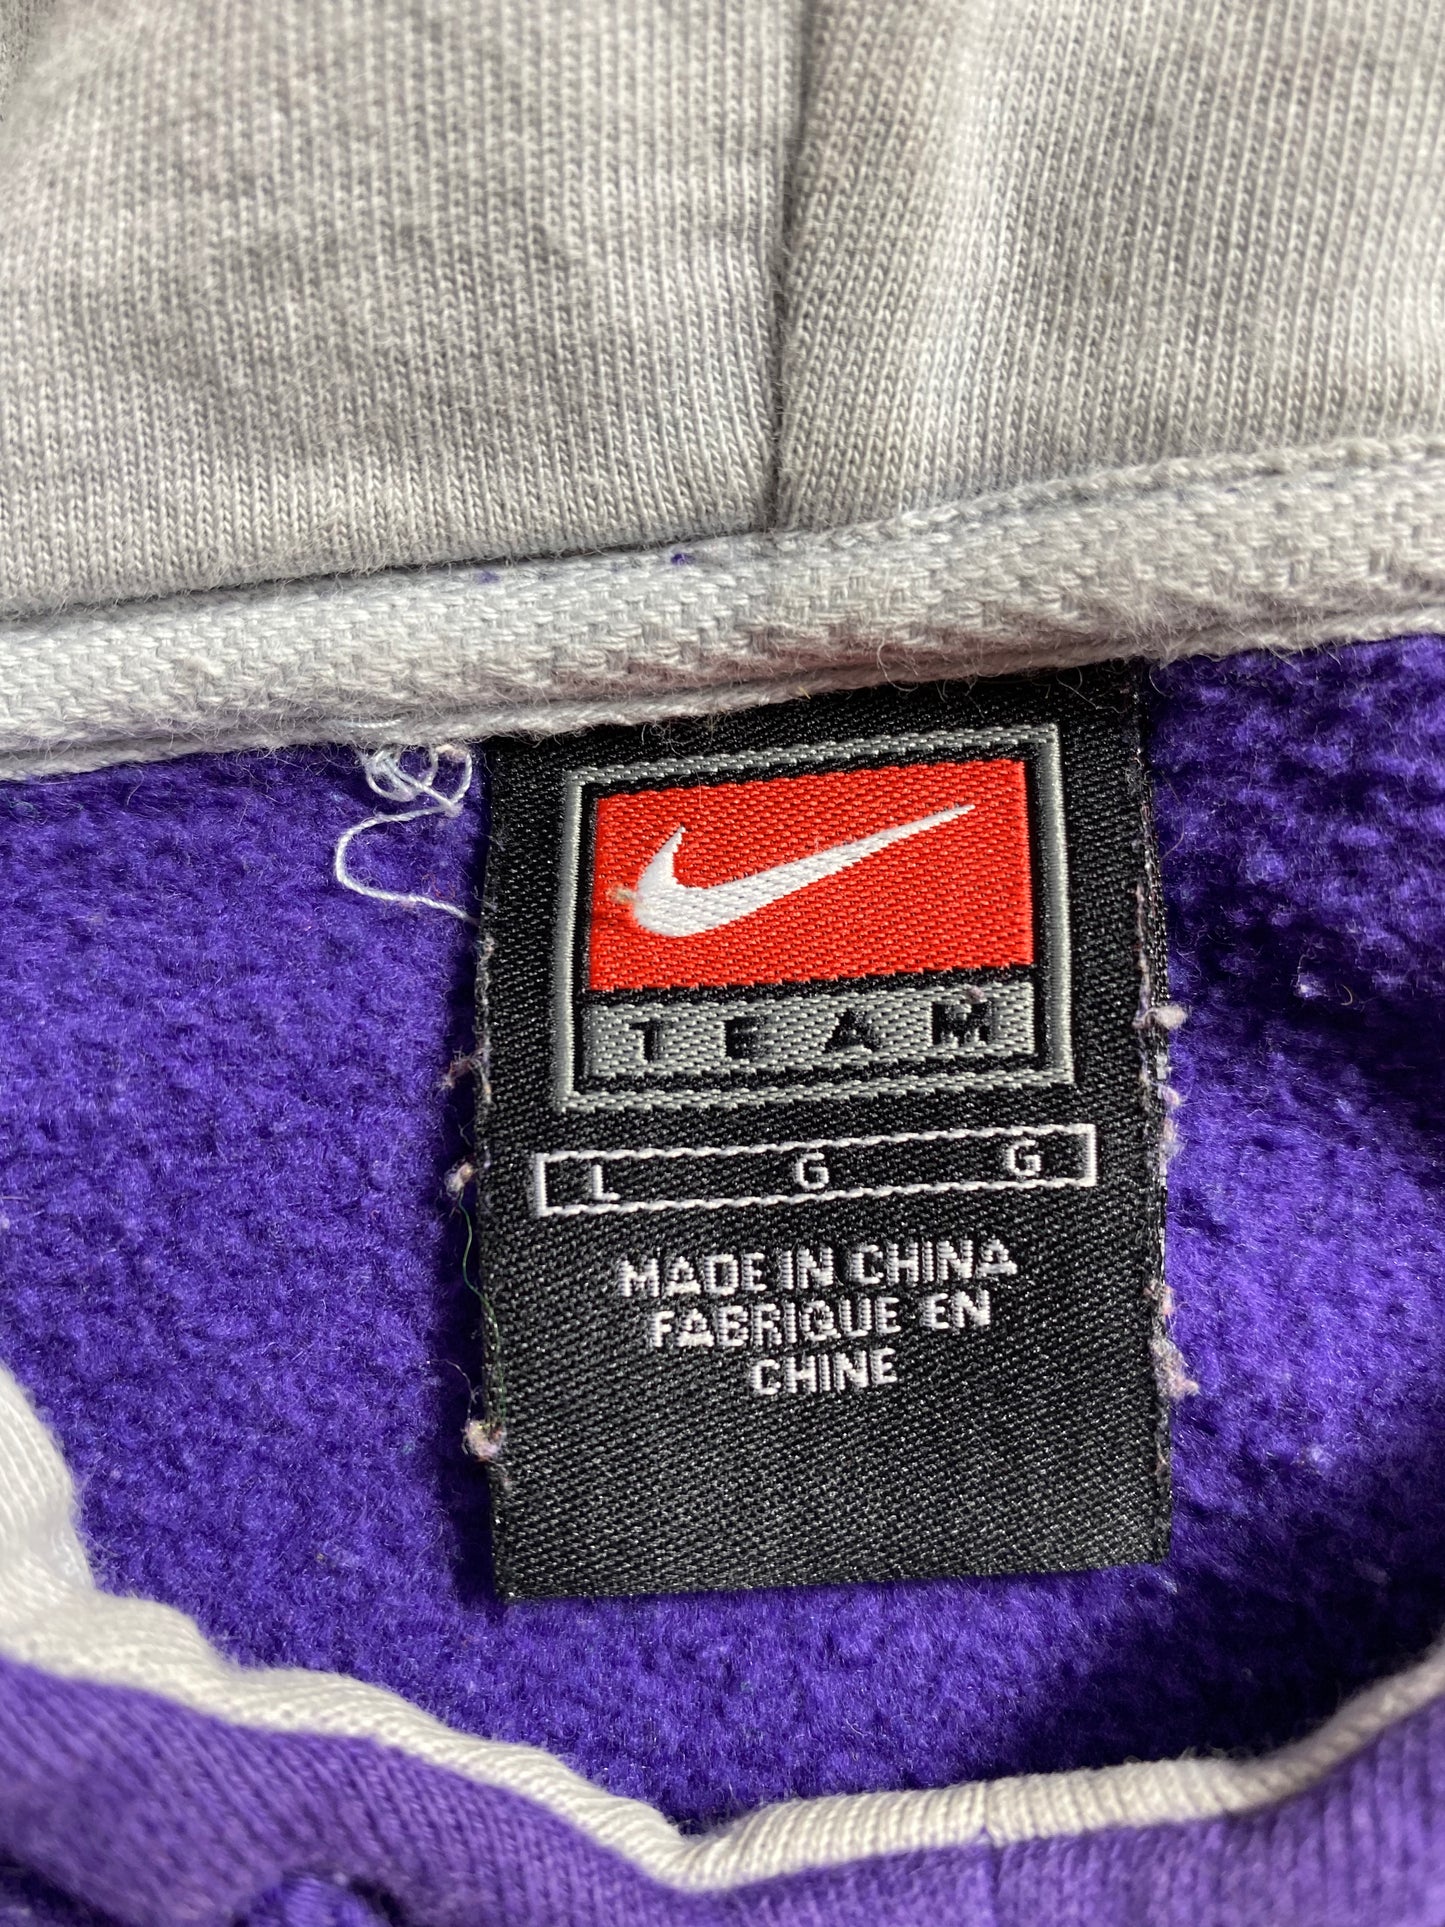 TEAM
L G G
MADE IN CHINA
FABRIQUE EN
CHINE